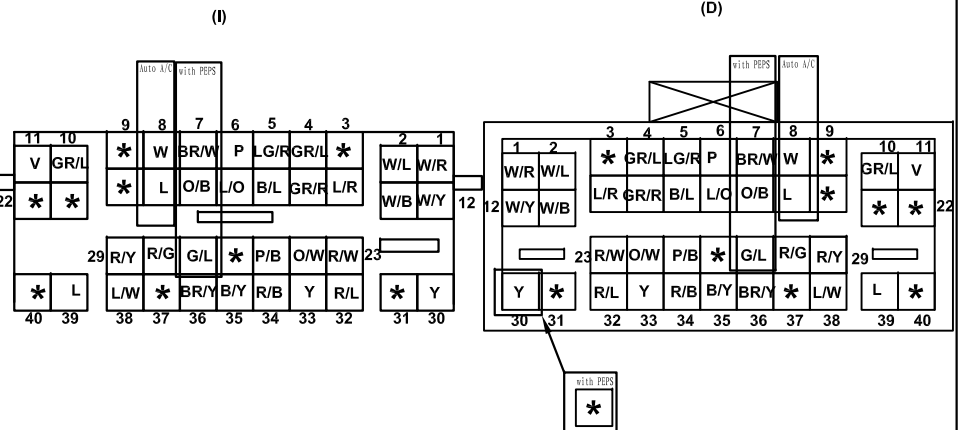 (I)
Auto A/C with PEPS
11 10 9 8 7 6 5 4 3 2 1
V GR/L * W BR/W P LG/R GR/L * W/L W/R
22 * * * L O/B L/O B/L GR/R L/R W/B W/Y 12
29 R/Y R/G G/L * P/B O/W R/W 23
* L L/W * BR/Y B/Y R/B Y R/L * Y
40 39 38 37 36 35 34 33 32 31 30
(D)
with PEPS Auto A/C
1 2 3 4 5 6 7 8 9 10 11
W/R W/L * GR/L LG/R P BR/W W * GR/L V
12 W/Y W/B L/R GR/R B/L L/O O/B L * * * 22
23 R/W O/W P/B * G/L R/G R/Y 29
Y * R/L Y R/B B/Y BR/Y * L/W L *
30 31 32 33 34 35 36 37 38 39 40
with PEPS
*